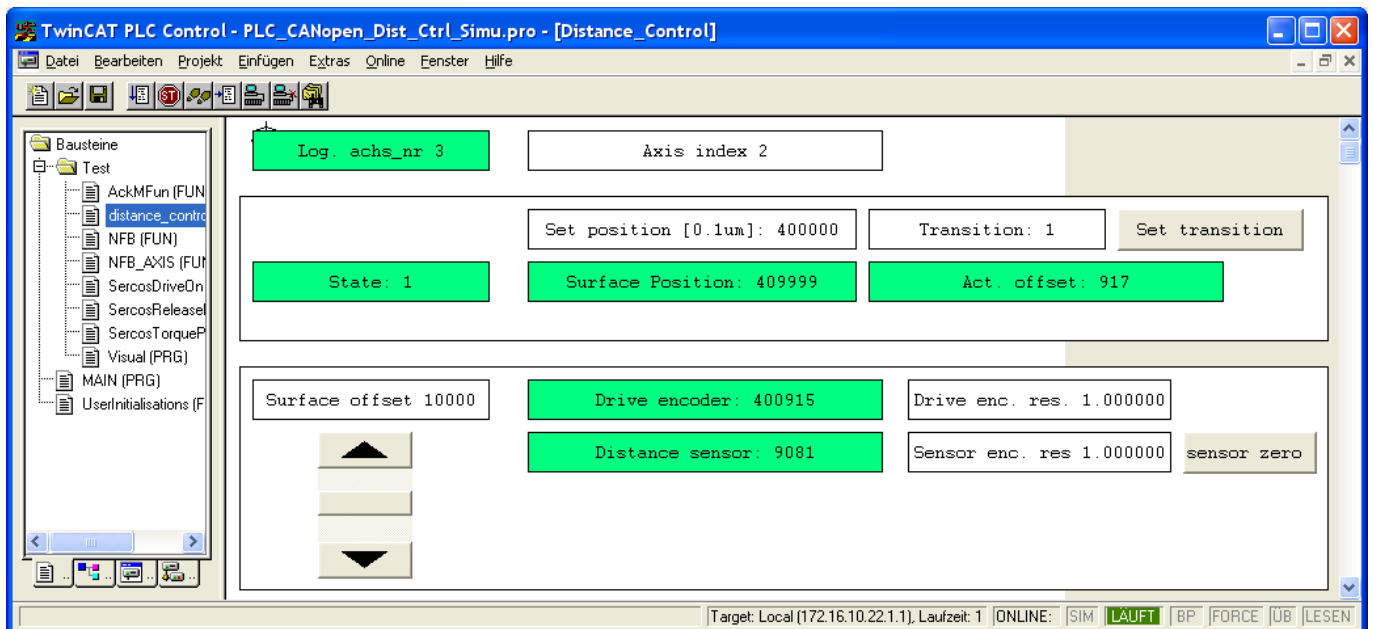 TwinCAT PLC Control - PLC_CANopen_Dist_Ctrl_Simu.pro - [Distance_Control]
Datei Bearbeiten Projekt Einfügen Extras Online Fenster Hilfe
ST
Bausteine
Test
AckMFun (FUN
distance_contro
NFB (FUN)
NFB_AXIS (FUN
SercosDriveOn
SercosReleaseI
SercosTorqueP
Visual (PRG)
MAIN (PRG)
UserInitialisations (F
Log. achs_nr 3
Axis index 2
Set position [0.1um]: 400000
Transition: 1
Set transition
State: 1
Surface Position: 409999
Act. offset: 917
Surface offset 10000
Drive encoder: 400915
Drive enc. res. 1.000000
Distance sensor: 9081
Sensor enc. res 1.000000
sensor zero
Target: Local (172.16.10.22.1.1), Laufzeit: 1 ONLINE: SIM LÄUFT BP FORCE ÜB LESEN